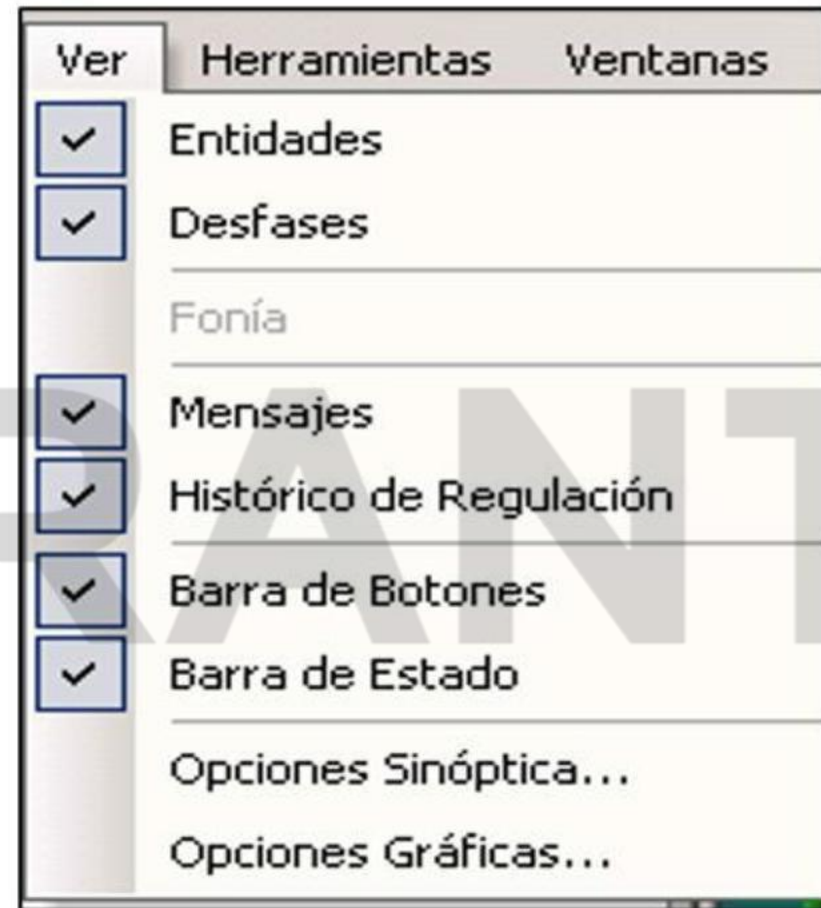 Ver Herramientas Ventanas
Entidades
Desfases
Fonía
Mensajes
Histórico de Regulación
Barra de Botones
Barra de Estado
Opciones Sinóptica...
Opciones Gráficas...
RANT